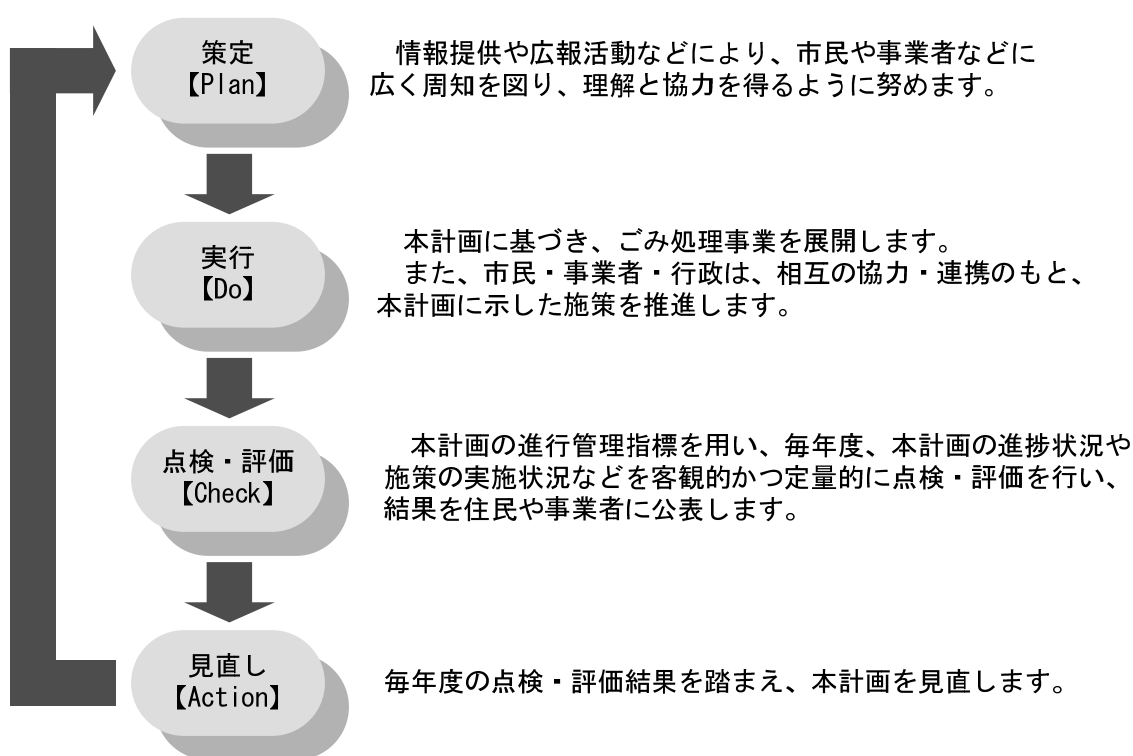 策定
【Plan】
情報提供や広報活動などにより、市民や事業者などに
広く周知を図り、理解と協力を得るように努めます。
実行
【Do】
本計画に基づき、ごみ処理事業を展開します。
また、市民・事業者・行政は、相互の協力・連携のもと、
本計画に示した施策を推進します。
点検・評価
【Check】
本計画の進行管理指標を用い、毎年度、本計画の進捗状況や
施策の実施状況などを客観的かつ定量的に点検・評価を行い、
結果を住民や事業者に公表します。
見直し
【Action】
毎年度の点検・評価結果を踏まえ、本計画を見直します。